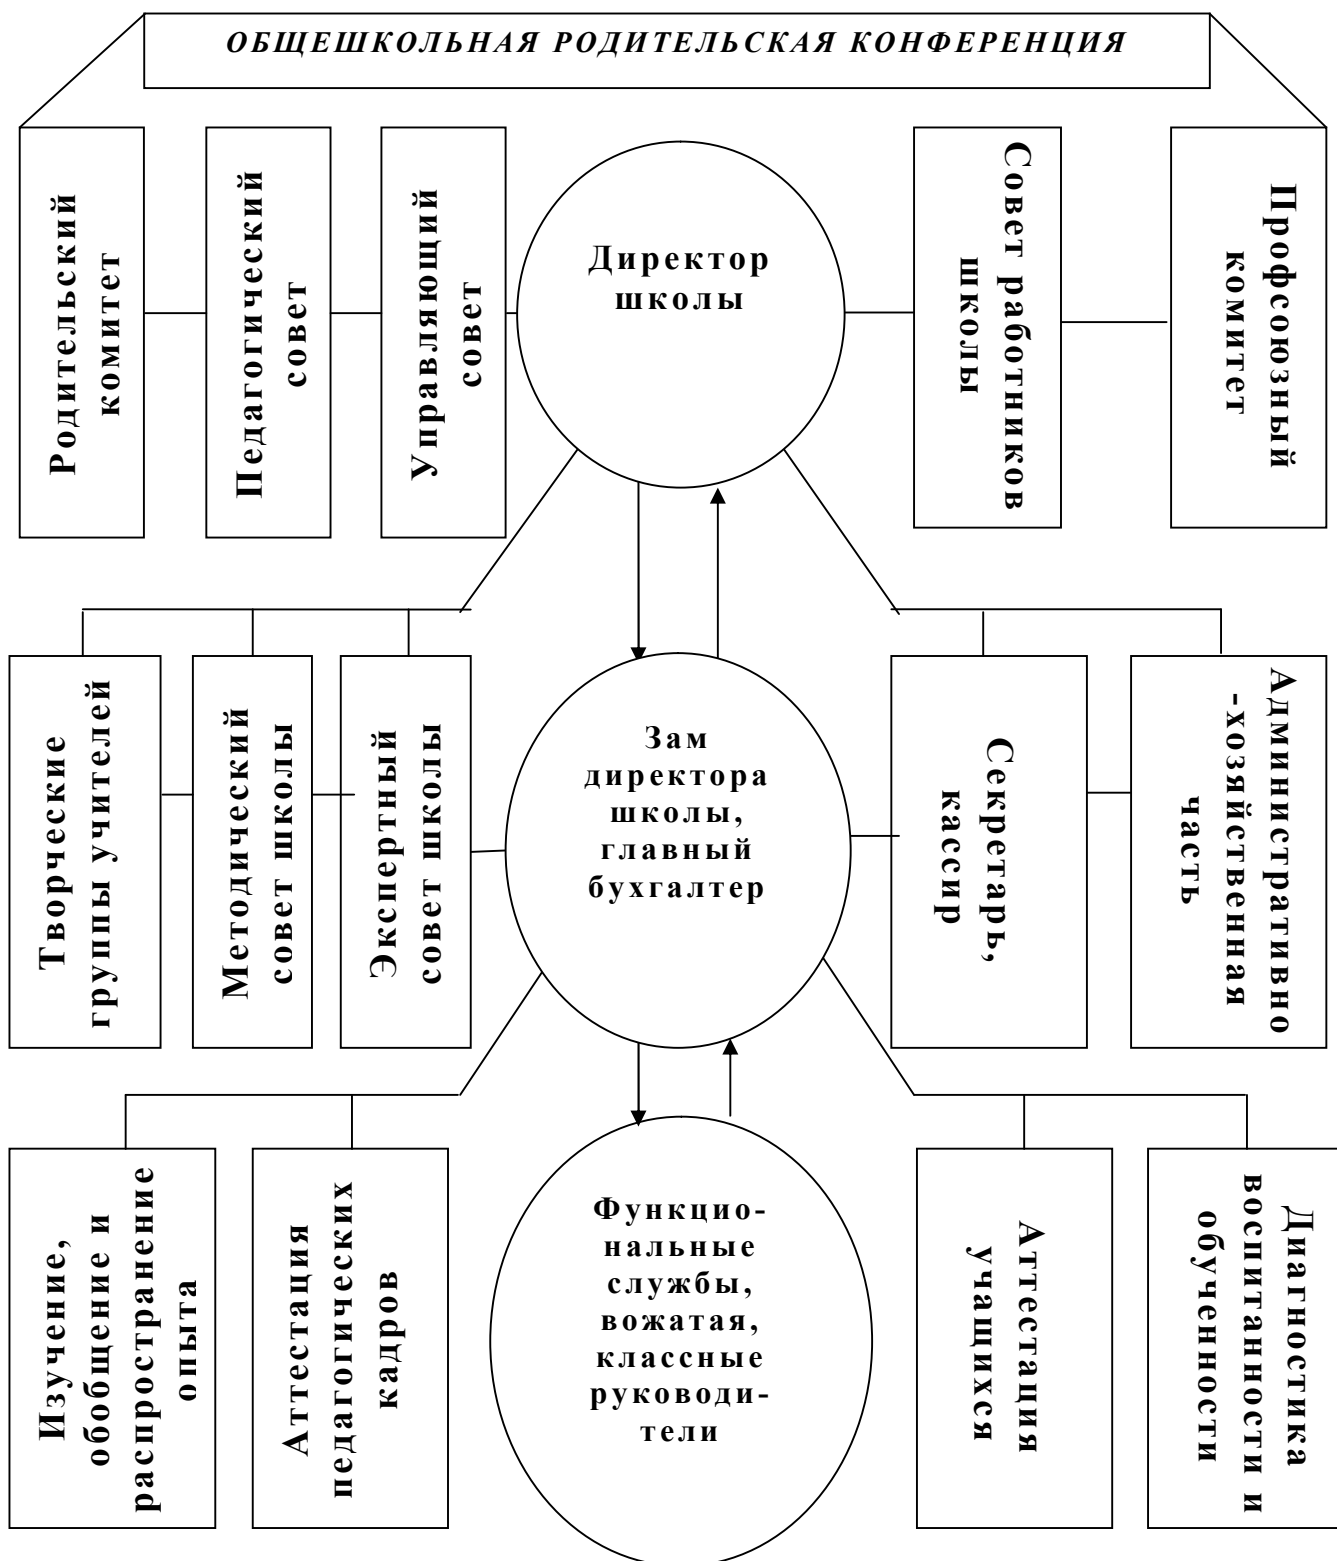 ОБЩЕШКОЛЬНАЯ РОДИТЕЛЬСКАЯ КОНФЕРЕНЦИЯ
Родительский
комитет
Педагогический
совет
Управляющий
совет
Директор
школы
Совет работников
школы
Профсоюзный
комитет
Творческие
группы учителей
Методический
совет школы
Экспертный
совет школы
Зам
директора
школы,
главный
бухгалтер
Секретарь,
кассир
Административно
-хозяйственная
часть
Изучение,
обобщение и
распространение
опыта
Аттестация
педагогических
кадров
Функцио-
нальные
службы,
вожатая,
классные
руководи-
тели
Аттестация
учащихся
Диагностика
воспитанности и
обученности